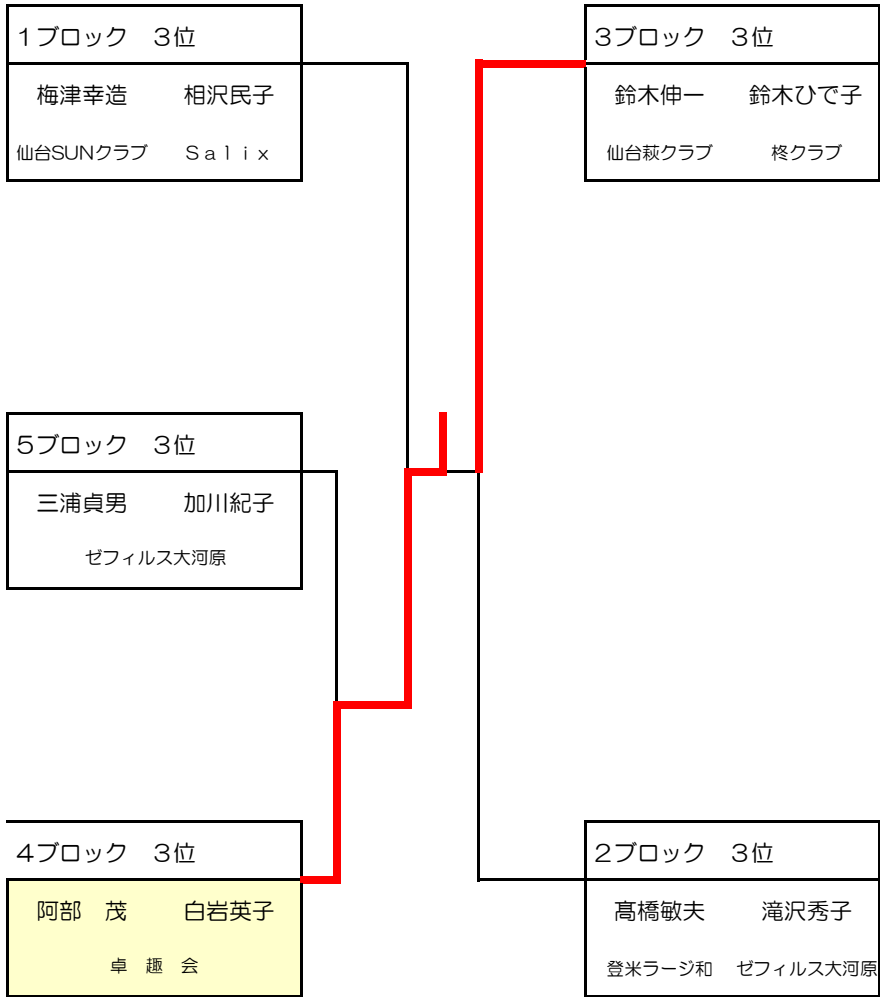 1ブロック　3位
梅津幸造　相沢民子
仙台SUNクラブ　Ｓａｌｉｘ
3ブロック　3位
鈴木伸一　鈴木ひで子
仙台萩クラブ　柊クラブ
5ブロック　3位
三浦貞男　加川紀子
ゼフィルス大河原
4ブロック　3位
阿部　茂　白岩英子
卓　趣　会
2ブロック　3位
髙橋敏夫　滝沢秀子
登米ラージ和　ゼフィルス大河原